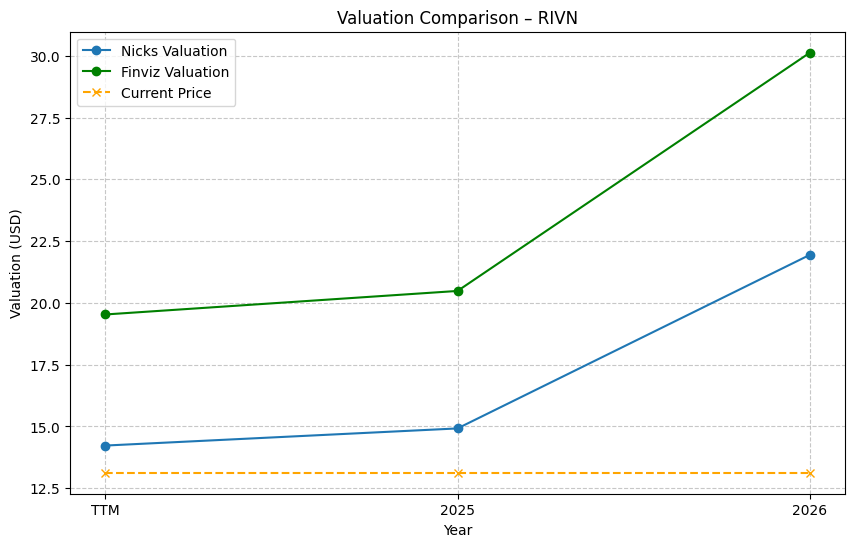 Valuation Comparison – RIVN
Nicks Valuation
Finviz Valuation
Current Price
Valuation (USD)
30.0
27.5
25.0
22.5
20.0
17.5
15.0
12.5
TTM
2025
2026
Year